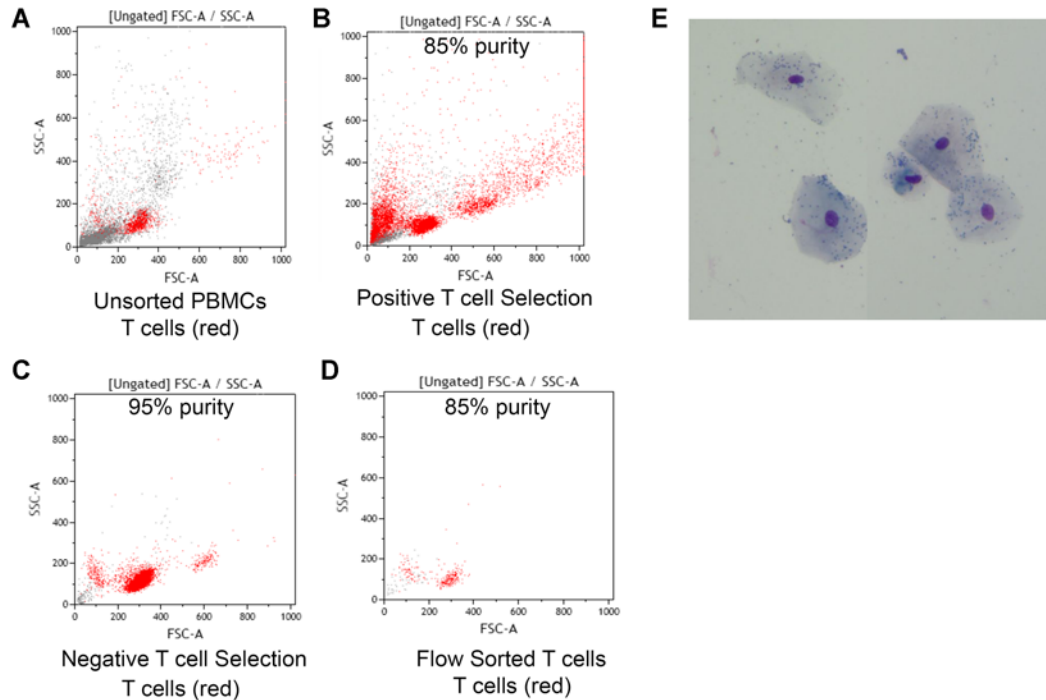 A
[Ungated] FSC-A / SSC-A
1000
800
600
400
200
0
SSC-A
0 200 400 600 800 1000
FSC-A
Unsorted PBMCs
T cells (red)
B
[Ungated] FSC-A / SSC-A
85% purity
1000
800
600
400
200
0
SSC-A
0 200 400 600 800 1000
FSC-A
Positive T cell Selection
T cells (red)
E
C
[Ungated] FSC-A / SSC-A
95% purity
1000
800
600
400
200
0
SSC-A
0 200 400 600 800 1000
FSC-A
Negative T cell Selection
T cells (red)
D
[Ungated] FSC-A / SSC-A
85% purity
1000
800
600
400
200
0
SSC-A
0 200 400 600 800 1000
FSC-A
Flow Sorted T cells
T cells (red)